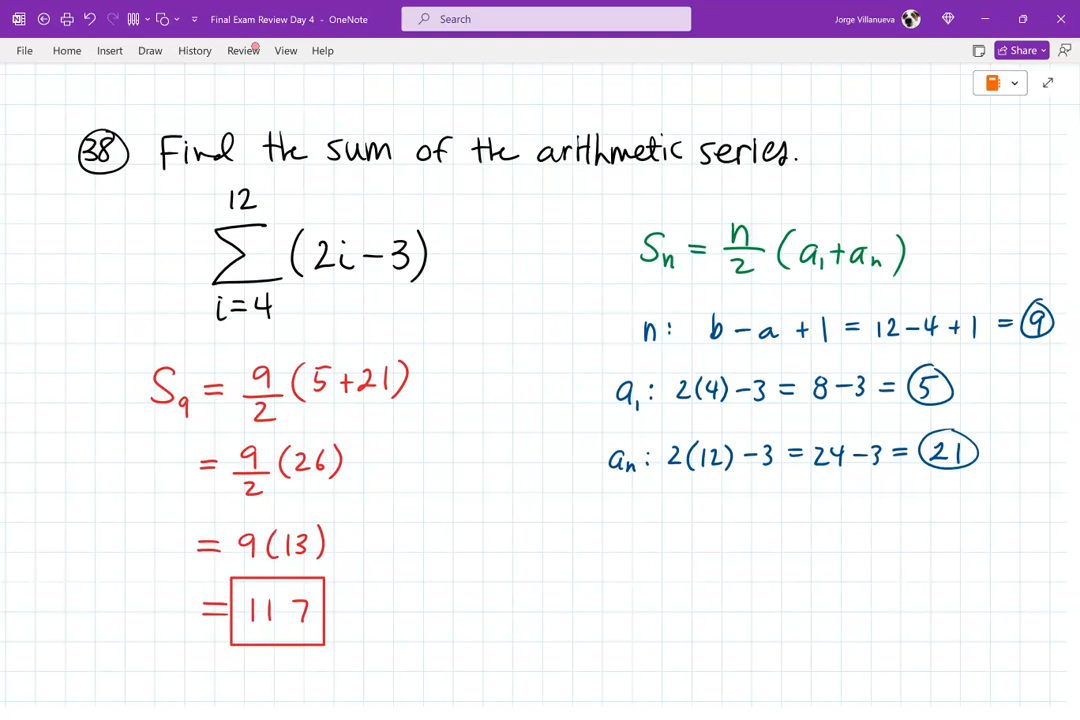 Final Exam Review Day 4 - OneNote
Search
Jorge Villanueva
File Home Insert Draw History Review View Help
Share
38 Find the sum of the arithmetic series.
12
Σ (2i-3)
i=4
Sn = n/2 (a₁+an)
n: b-a+1 = 12-4+1 = 9
a₁: 2(4)-3 = 8-3 = 5
an: 2(12)-3 = 24-3 = 21
S₉ = 9/2 (5+21)
= 9/2 (26)
= 9(13)
= 117